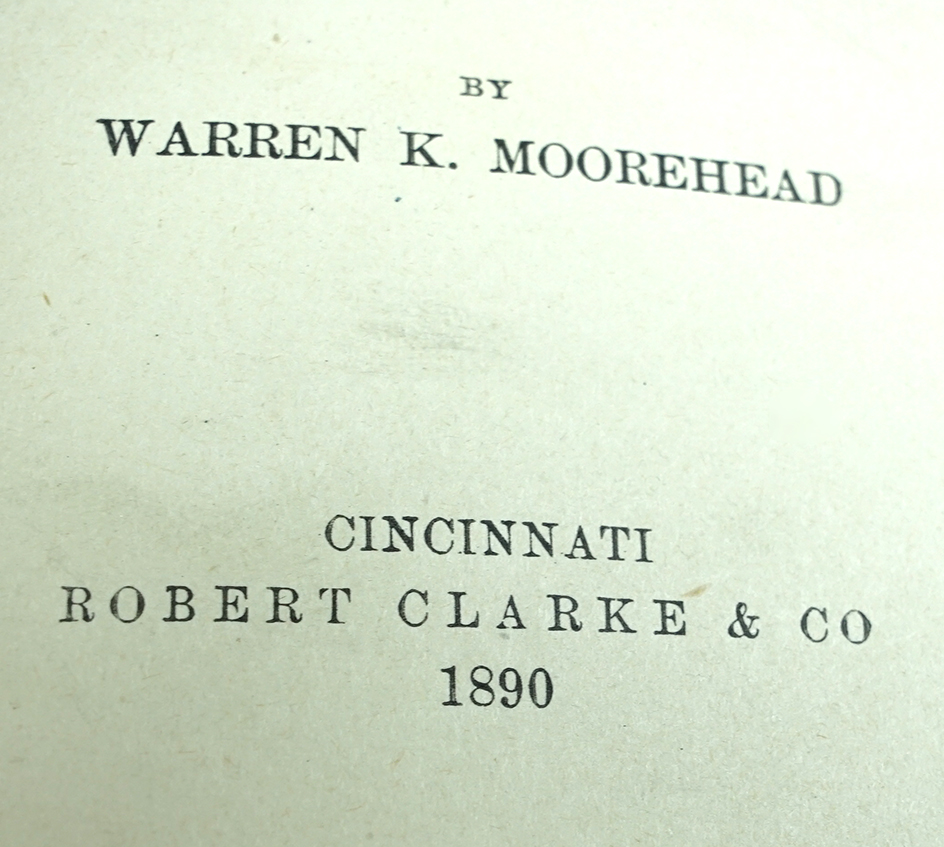 BY
WARREN K. MOOREHEAD
CINCINNATI
ROBERT CLARKE & CO
1890